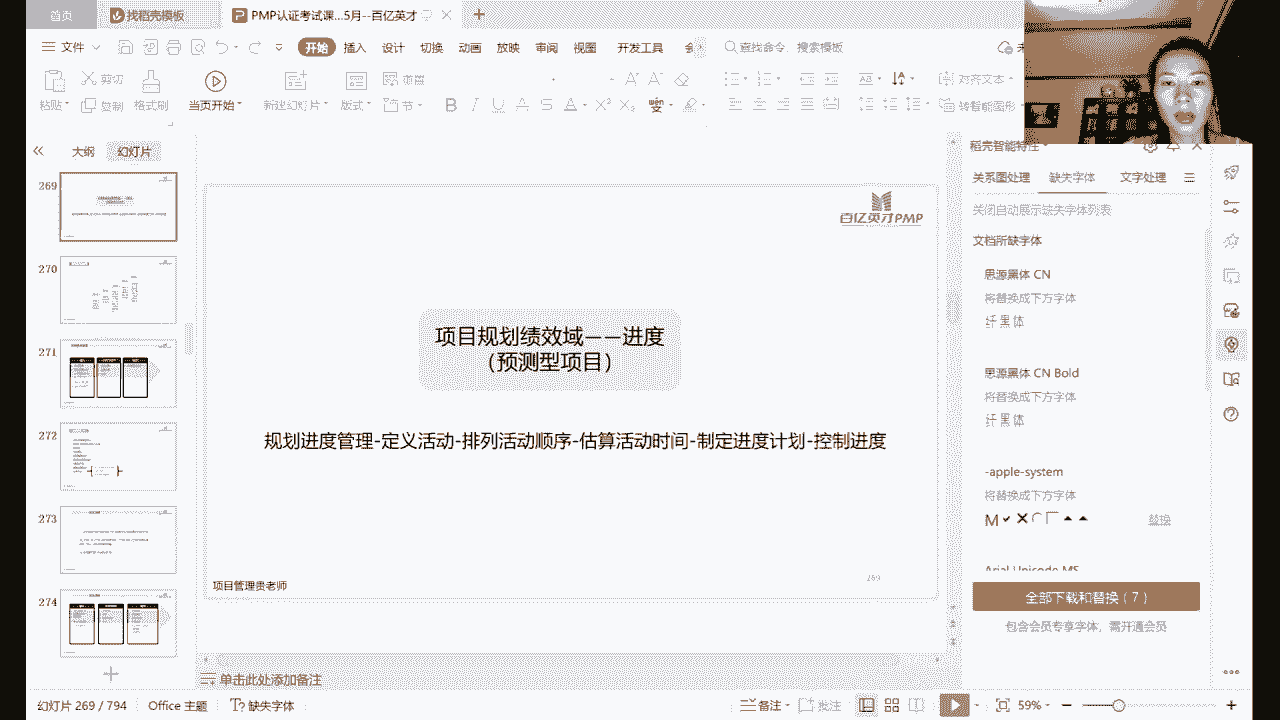 首页
找稻壳模板
PMP认证考试课...5月--百亿英才
文件
开始
插入
设计
切换
动画
放映
审阅
视图
开发工具
查找命令、搜索模板
粘贴
剪切
复制
格式刷
当页开始
新建幻灯片
版式
重置
节
对齐文本
转智能图形
大纲
幻灯片
269
270
271
272
273
274
百亿英才PMP
项目规划绩效域——进度
（预测型项目）
规划进度管理-定义活动-排列活动顺序-估算活动时间-制定进度计划-控制进度
项目管理贵老师
269
单击此处添加备注
稻壳智能特性
关系图处理
缺失字体
文字处理
关闭自动展示缺失字体列表
文档所缺字体
思源黑体 CN
将替换成下方字体
纤黑体
思源黑体 CN Bold
将替换成下方字体
纤黑体
-apple-system
将替换成下方字体
替换
Arial Unicode MS
全部下载和替换（7）
包含会员专享字体，需开通会员
幻灯片 269 / 794
Office 主题
缺失字体
备注
批注
59%